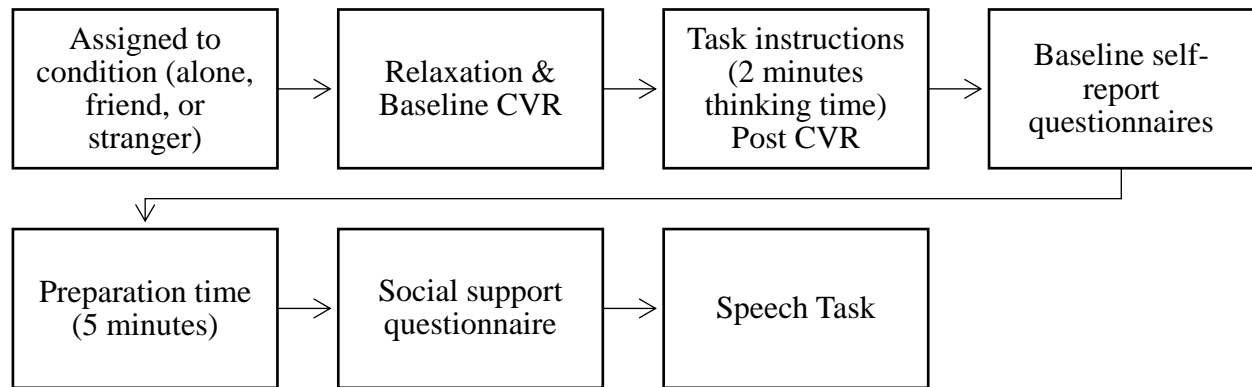 Assigned to
condition (alone,
friend, or
stranger)
Relaxation &
Baseline CVR
Task instructions
(2 minutes
thinking time)
Post CVR
Baseline self-
report
questionnaires
Preparation time
(5 minutes)
Social support
questionnaire
Speech Task